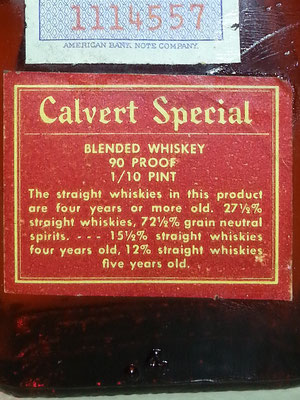 1114557
AMERICAN BANK NOTE COMPANY.
Calvert Special
BLENDED WHISKEY
90 PROOF
1/10 PINT
The straight whiskies in this product
are four years or more old. 27½%
straight whiskies, 72½% grain neutral
spirits. - - - - 15½% straight whiskies
four years old, 12% straight whiskies
five years old.